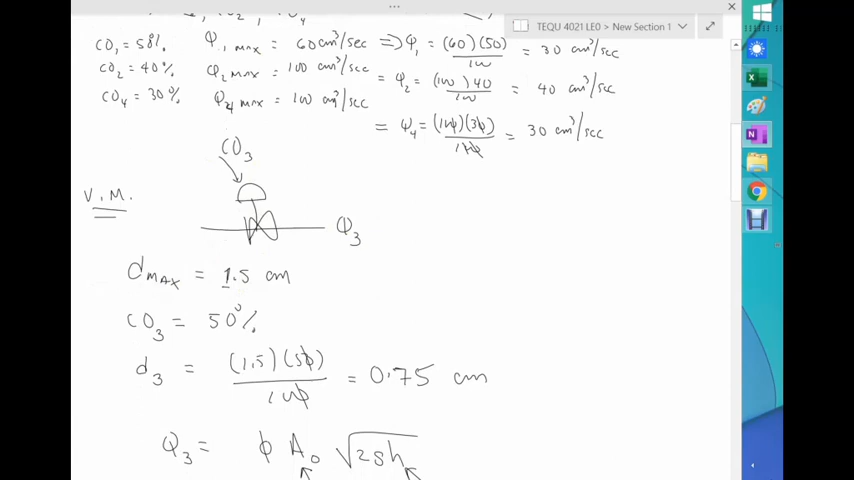 TEQU 4021 LE0 > New Section 1
CO₁ = 50%. Φ₁ max = 60 cm³/sec => Φ₁ = (60)(50)/100 = 30 cm³/sec
CO₂ = 40% Φ₂ max = 100 cm³/sec = Φ₂ = (100)40/100 = 40 cm³/sec
CO₄ = 30% Φ₄ max = 100 cm³/sec
= Φ₄ = (100)(30)/100 = 30 cm³/sec
CO₃
V.M.
Φ₃
dmax = 1.5 cm
CO₃ = 50%
d₃ = (1.5)(50)/100 = 0.75 cm
Φ₃ = φ A₀ √2gh